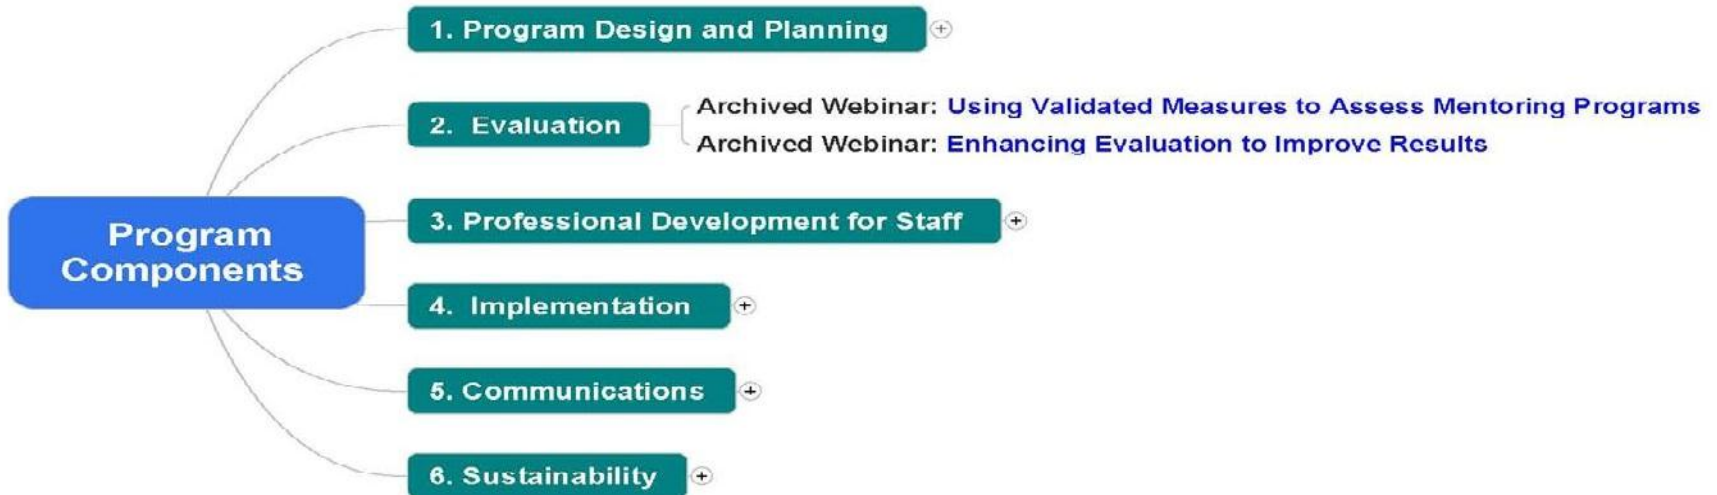 Program
Components
1. Program Design and Planning
2. Evaluation
Archived Webinar: Using Validated Measures to Assess Mentoring Programs
Archived Webinar: Enhancing Evaluation to Improve Results
3. Professional Development for Staff
4. Implementation
5. Communications
6. Sustainability